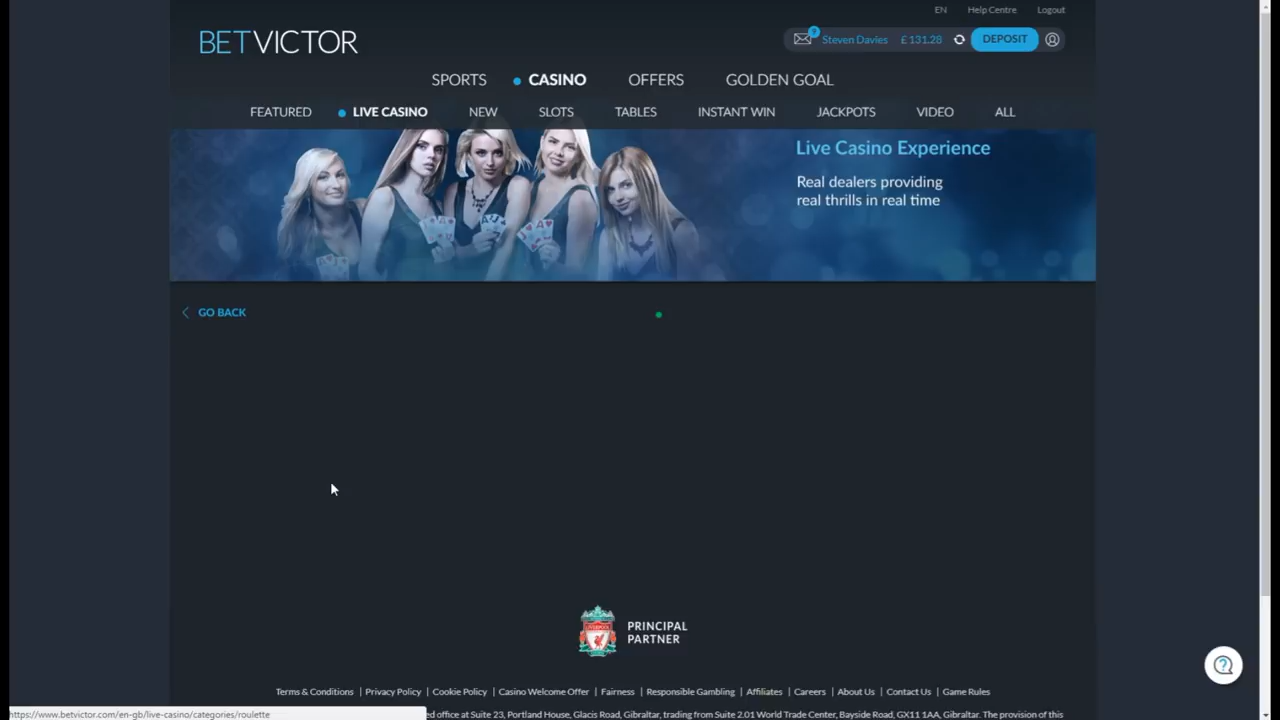 EN Help Centre Logout
BETVICTOR
? Steven Davies £ 131.28 DEPOSIT
SPORTS CASINO OFFERS GOLDEN GOAL
FEATURED LIVE CASINO NEW SLOTS TABLES INSTANT WIN JACKPOTS VIDEO ALL
Live Casino Experience
Real dealers providing
real thrills in real time
GO BACK
PRINCIPAL
PARTNER
Terms & Conditions Privacy Policy Cookie Policy Casino Welcome Offer Fairness Responsible Gambling Affiliates Careers About Us Contact Us Game Rules
https://www.betvictor.com/en-gb/live-casino/categories/roulette
ed office at Suite 23, Portland House, Glacis Road, Gibraltar, trading from Suite 2.01 World Trade Center, Bayside Road, GX11 1AA, Gibraltar. The provision of this